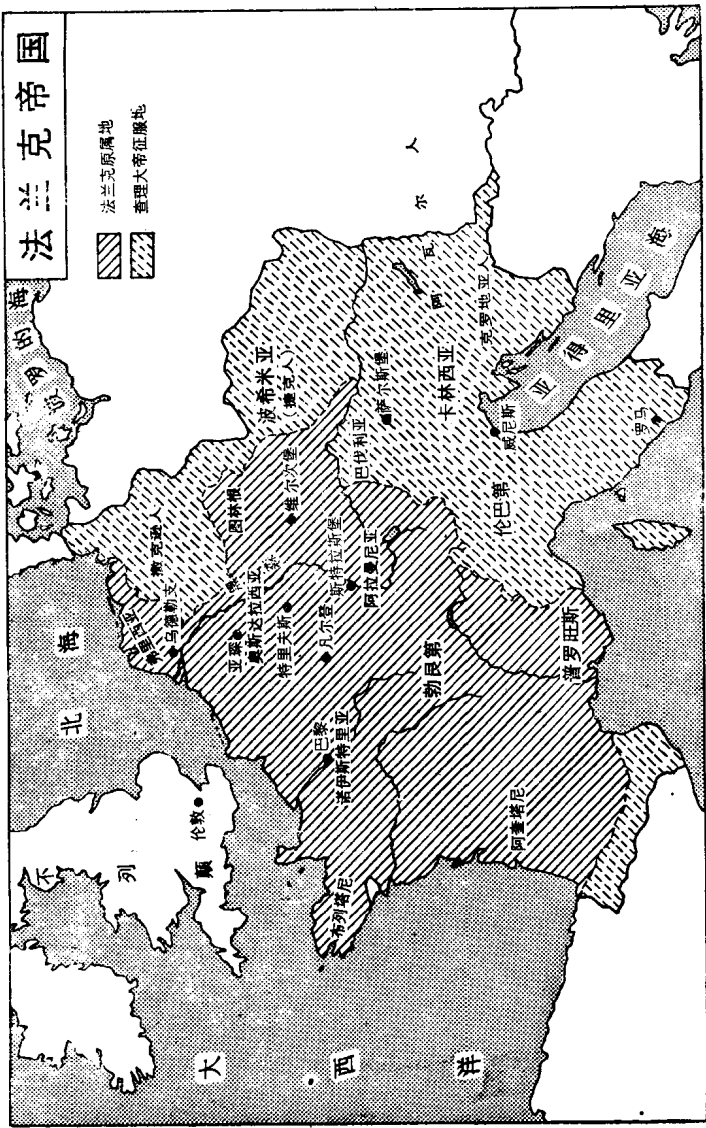 法兰克帝国
法兰克原属地
查理大帝征服地
波罗的海
北海
不列颠
伦敦
大西洋
弗里西安
乌德勒支
撒克逊人
图林根
波希米亚
(捷克人)
亚琛
奥斯达拉西亚
特里夫斯
维尔次堡
凡尔登
斯特拉斯堡
阿拉曼尼亚
巴伐利亚
萨尔斯堡
卡林西亚
阿瓦尔人
克罗地亚人
巴黎
诺伊斯特里亚
布列塔尼
勃艮第
阿奎塔尼
普罗旺斯
伦巴第
威尼斯
亚得里亚海
罗马